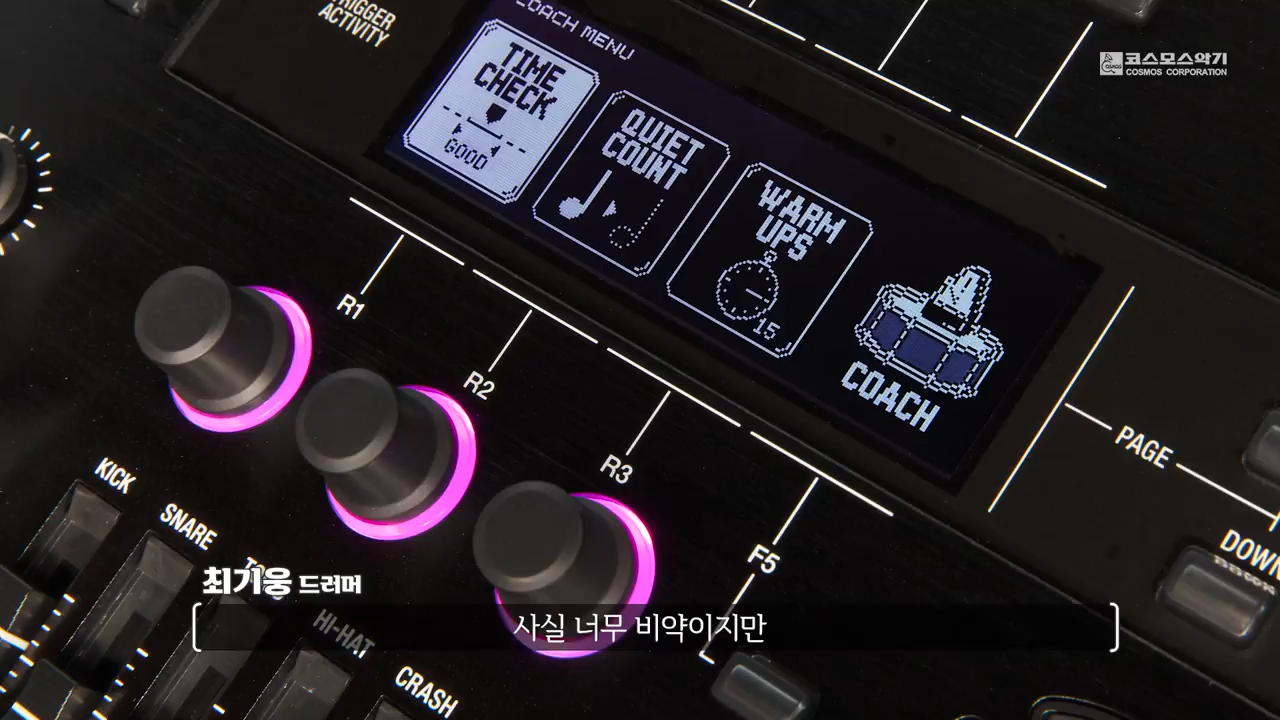 TRIGGER
ACTIVITY
COACH MENU
코스모스악기
COSMOS CORPORATION
TIME
CHECK
GOOD
QUIET
COUNT
WARM
UPS
15
COACH
R1
R2
R3
F5
PAGE
DOWN
KICK
SNARE
HI-HAT
CRASH
최기웅 드러머
사실 너무 비약이지만